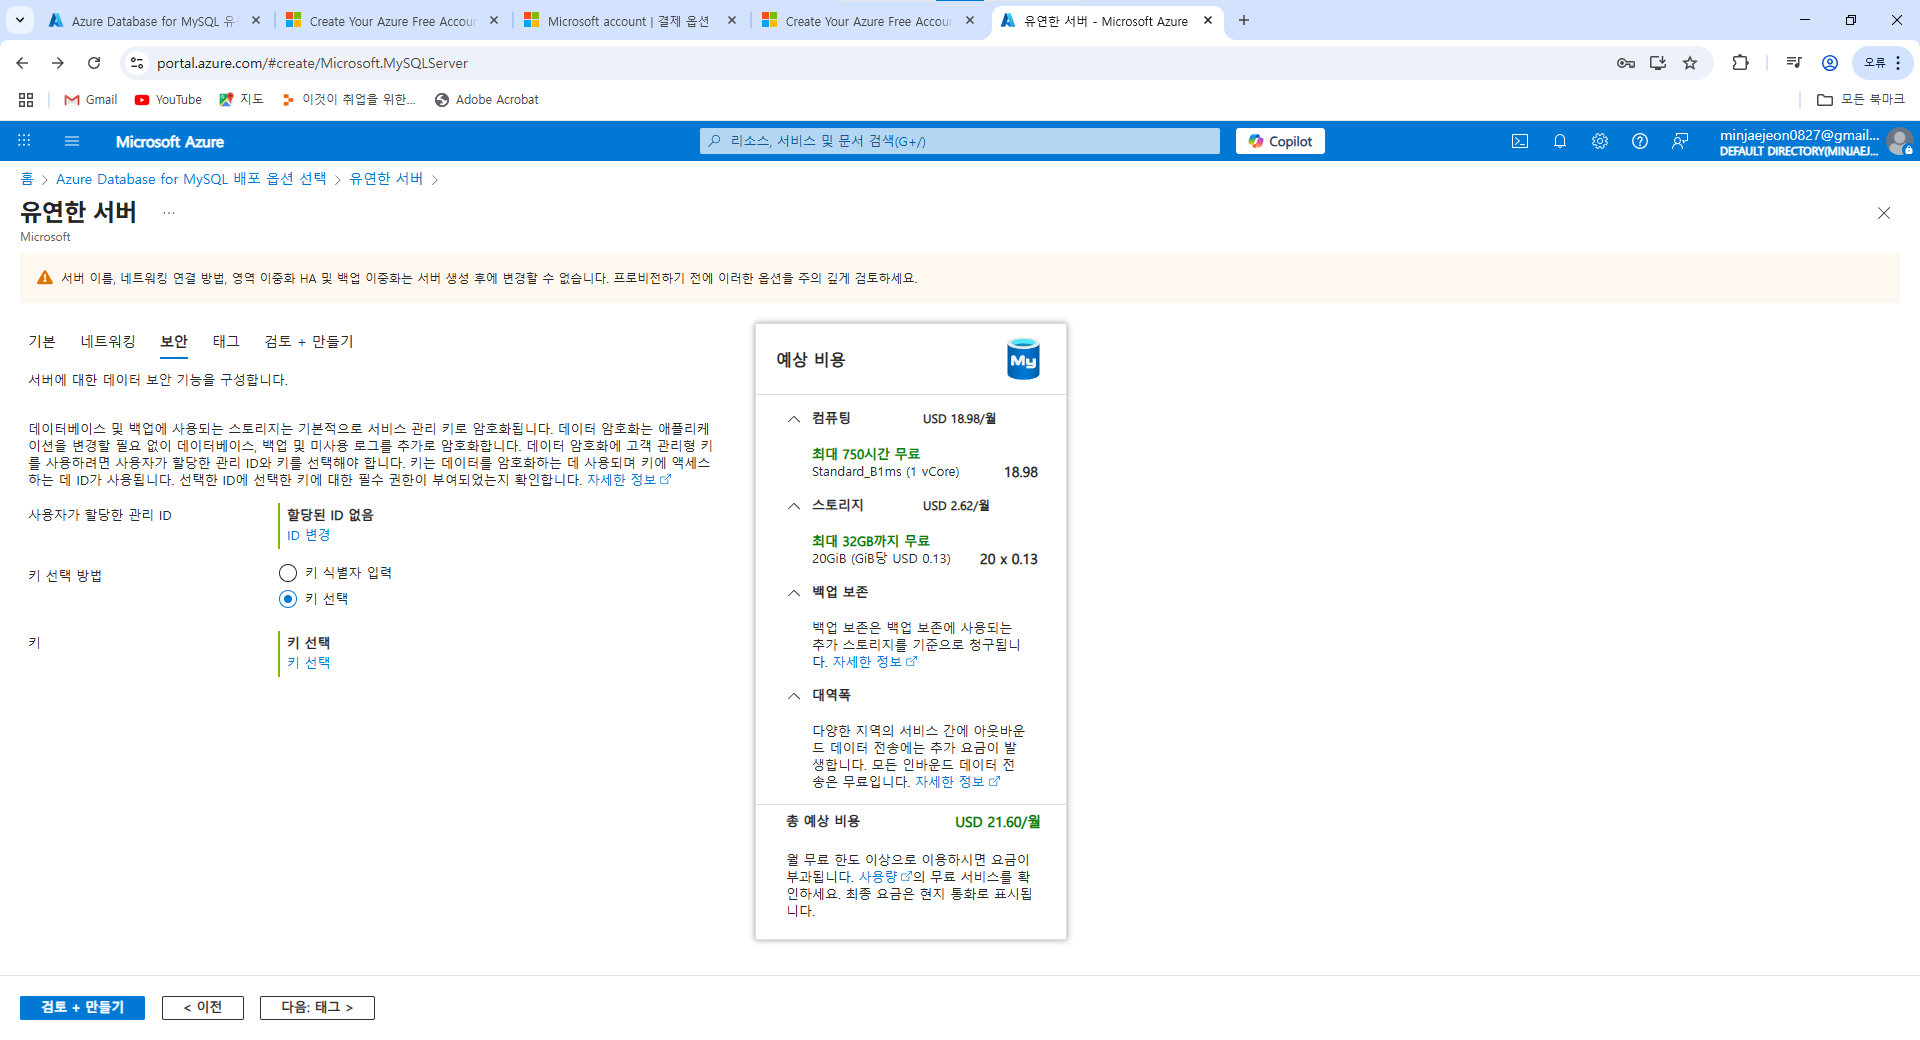 Azure Database for MySQL 유
Create Your Azure Free Accour
Microsoft account | 결제 옵션
Create Your Azure Free Accour
유연한 서버 - Microsoft Azure
portal.azure.com/#create/Microsoft.MySQLServer
오류
Gmail
YouTube
지도
이것이 취업을 위한...
Adobe Acrobat
모든 북마크
Microsoft Azure
리소스, 서비스 및 문서 검색(G+/)
Copilot
minjaejeon0827@gmail...
DEFAULT DIRECTORY(MINJAEJ...
홈 > Azure Database for MySQL 배포 옵션 선택 > 유연한 서버 >
유연한 서버 ...
Microsoft
서버 이름, 네트워킹 연결 방법, 영역 이중화 HA 및 백업 이중화는 서버 생성 후에 변경할 수 없습니다. 프로비전하기 전에 이러한 옵션을 주의 깊게 검토하세요.
기본 네트워킹 보안 태그 검토 + 만들기
서버에 대한 데이터 보안 기능을 구성합니다.
데이터베이스 및 백업에 사용되는 스토리지는 기본적으로 서비스 관리 키로 암호화됩니다. 데이터 암호화는 애플리케
이션을 변경할 필요 없이 데이터베이스, 백업 및 미사용 로그를 추가로 암호화합니다. 데이터 암호화에 고객 관리형 키
를 사용하려면 사용자가 할당한 관리 ID와 키를 선택해야 합니다. 키는 데이터를 암호화하는 데 사용되며 키에 액세스
하는 데 ID가 사용됩니다. 선택한 ID에 선택한 키에 대한 필수 권한이 부여되었는지 확인합니다. 자세한 정보
사용자가 할당한 관리 ID
할당된 ID 없음
ID 변경
키 선택 방법
키 식별자 입력
키 선택
키
키 선택
키 선택
예상 비용
My
컴퓨팅 USD 18.98/월
최대 750시간 무료
Standard_B1ms (1 vCore) 18.98
스토리지 USD 2.62/월
최대 32GB까지 무료
20GiB (GiB당 USD 0.13) 20 x 0.13
백업 보존
백업 보존은 백업 보존에 사용되는
추가 스토리지를 기준으로 청구됩니
다. 자세한 정보
대역폭
다양한 지역의 서비스 간에 아웃바운
드 데이터 전송에는 추가 요금이 발
생합니다. 모든 인바운드 데이터 전
송은 무료입니다. 자세한 정보
총 예상 비용 USD 21.60/월
월 무료 한도 이상으로 이용하시면 요금이
부과됩니다. 사용량의 무료 서비스를 확
인하세요. 최종 요금은 현지 통화로 표시됩
니다.
검토 + 만들기
< 이전
다음: 태그 >